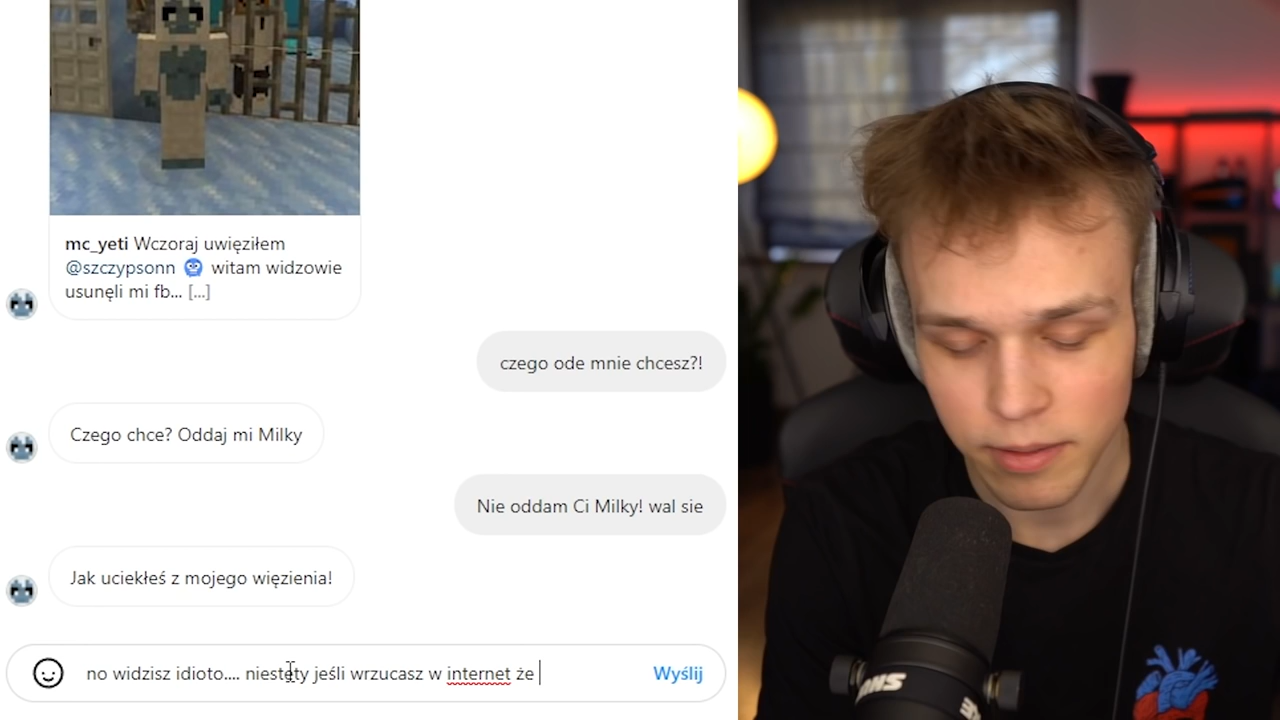 mc_yeti Wczoraj uwięziłem
@szczypsonn witam widzowie
usunęli mi fb... [...]
czego ode mnie chcesz?!
Czego chce? Oddaj mi Milky
Nie oddam Ci Milky! wal sie
Jak uciekłeś z mojego więzienia!
no widzisz idioto.... niestety jeśli wrzucasz w internet że
Wyślij